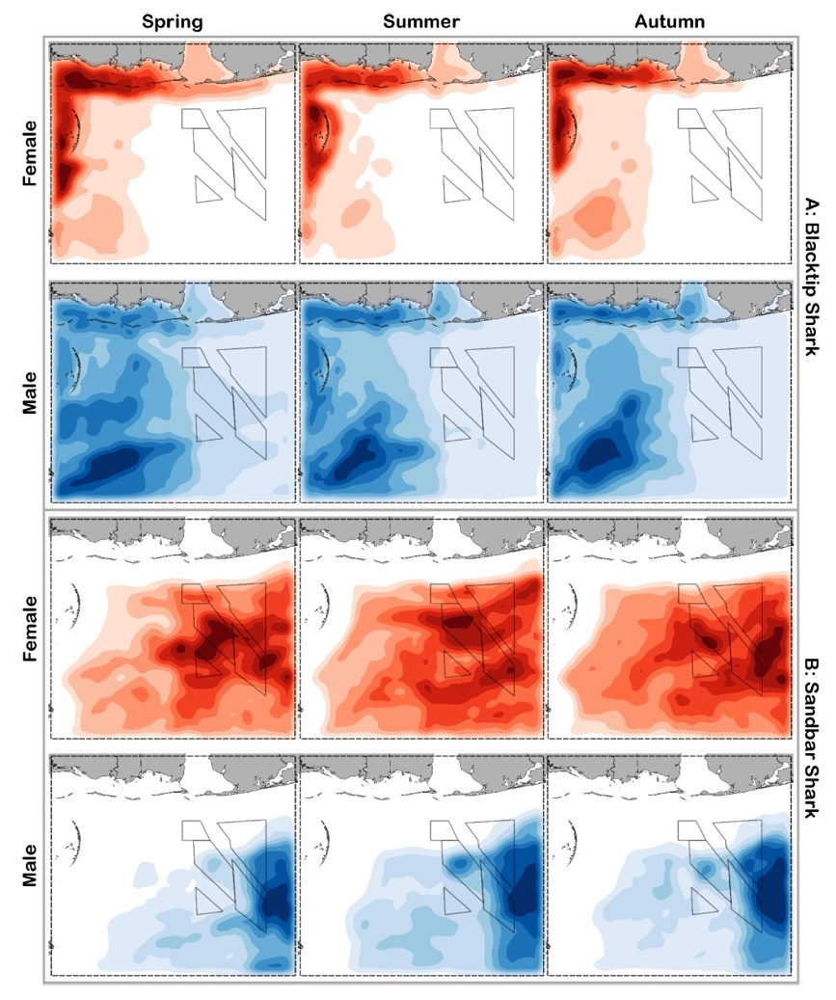 Spring Summer Autumn
Female
A: Blacktip Shark
Male
Female
B: Sandbar Shark
Male